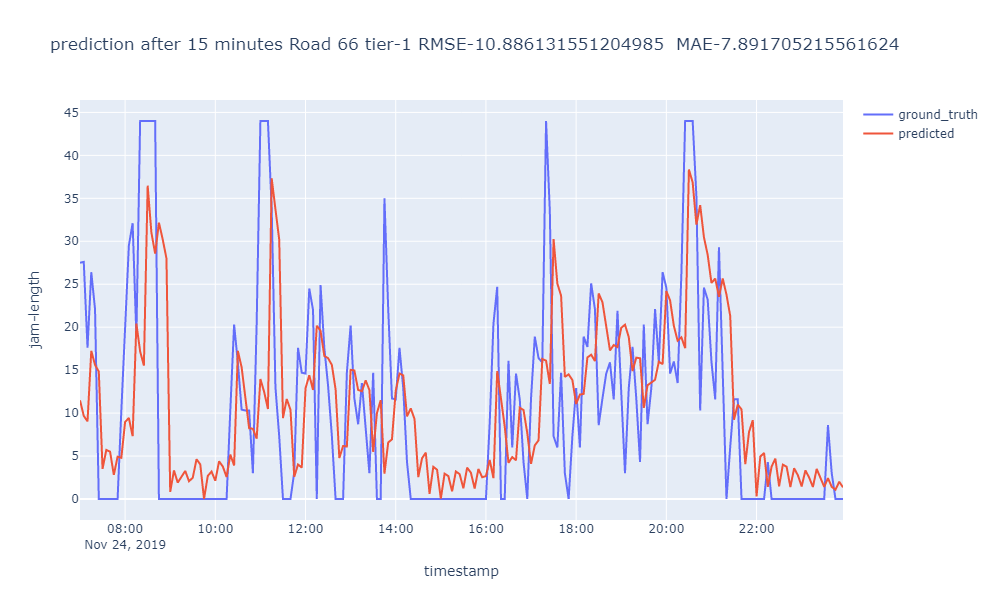 prediction after 15 minutes Road 66 tier-1 RMSE-10.886131551204985  MAE-7.891705215561624
ground_truth
predicted
jam-length
45
40
35
30
25
20
15
10
5
0
08:00 10:00 12:00 14:00 16:00 18:00 20:00 22:00
Nov 24, 2019
timestamp